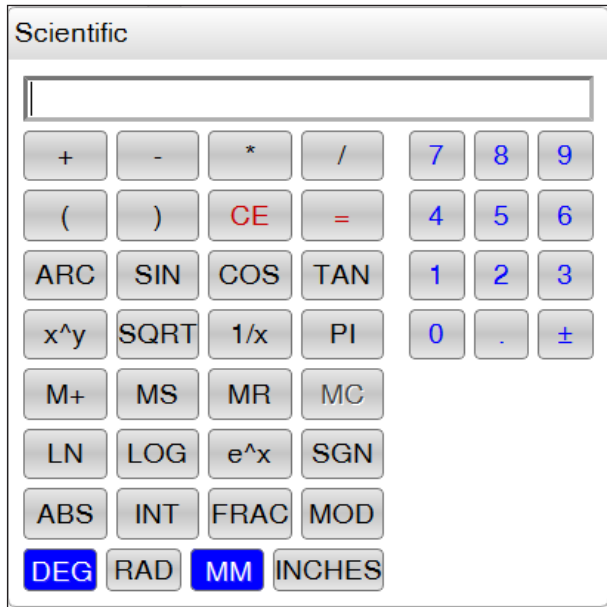 Scientific
+ - * / 7 8 9
( ) CE = 4 5 6
ARC SIN COS TAN 1 2 3
x^y SQRT 1/x PI 0 . ±
M+ MS MR MC
LN LOG e^x SGN
ABS INT FRAC MOD
DEG RAD MM INCHES